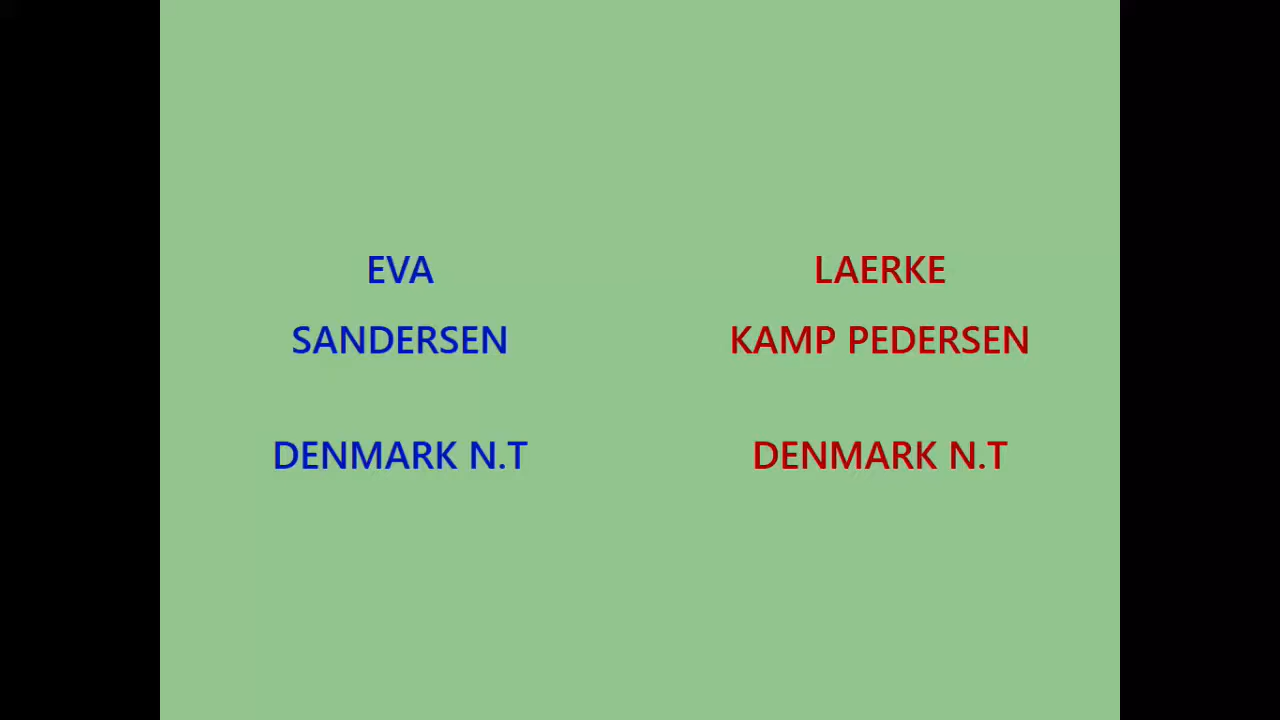 EVA
SANDERSEN
DENMARK N.T
LAERKE
KAMP PEDERSEN
DENMARK N.T